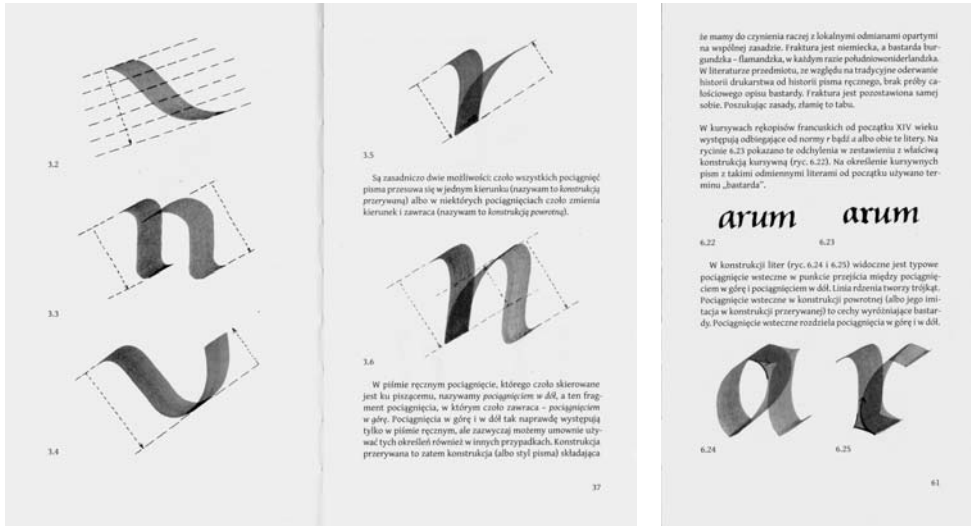 3.2
3.3
3.4
3.5
Są zasadniczo dwie możliwości: czoło wszystkich pociągnięć
pisma przesuwa się w jednym kierunku (nazywam to konstrukcją
przerywaną) albo w niektórych pociągnięciach czoło zmienia
kierunek i zawraca (nazywam to konstrukcją powrotną).
3.6
W piśmie ręcznym pociągnięcie, którego czoło skierowane
jest ku piszącemu, nazywamy pociągnięciem w dół, a ten frag-
ment pociągnięcia, w którym czoło zawraca – pociągnięciem
w górę. Pociągnięcia w górę i w dół tak naprawdę występują
tylko w piśmie ręcznym, ale zazwyczaj możemy umownie uży-
wać tych określeń również w innych przypadkach. Konstrukcja
przerywana to zatem konstrukcja (albo styl pisma) składająca
37
że mamy do czynienia raczej z lokalnymi odmianami opartymi
na wspólnej zasadzie. Fraktura jest niemiecka, a bastarda bur-
gundzka – flamandzka, w każdym razie południowoniderlandzka.
W literaturze przedmiotu, ze względu na tradycyjne oderwanie
historii drukarstwa od historii pisma ręcznego, brak próby ca-
łościowego opisu bastardy. Fraktura jest pozostawiona samej
sobie. Poszukując zasady, złamię to tabu.
W kursywach rękopisów francuskich od początku XIV wieku
występują odbiegające od normy r bądź a albo obie te litery. Na
rycinie 6.23 pokazano te odchylenia w zestawieniu z właściwą
konstrukcją kursywną (ryc. 6.22). Na określenie kursywnych
pism z takimi odmiennymi literami od początku używano ter-
minu „bastarda”.
arum arum
6.22 6.23
W konstrukcji liter (ryc. 6.24 i 6.25) widoczne jest typowe
pociągnięcie wsteczne w punkcie przejścia między pociągnię-
ciem w górę i pociągnięciem w dół. Linia rdzenia tworzy trójkąt.
Pociągnięcie wsteczne w konstrukcji powrotnej (albo jego imi-
tacja w konstrukcji przerywanej) to cechy wyróżniające bastar-
dy. Pociągnięcie wsteczne rozdziela pociągnięcia w górę i w dół.
6.24 6.25
61